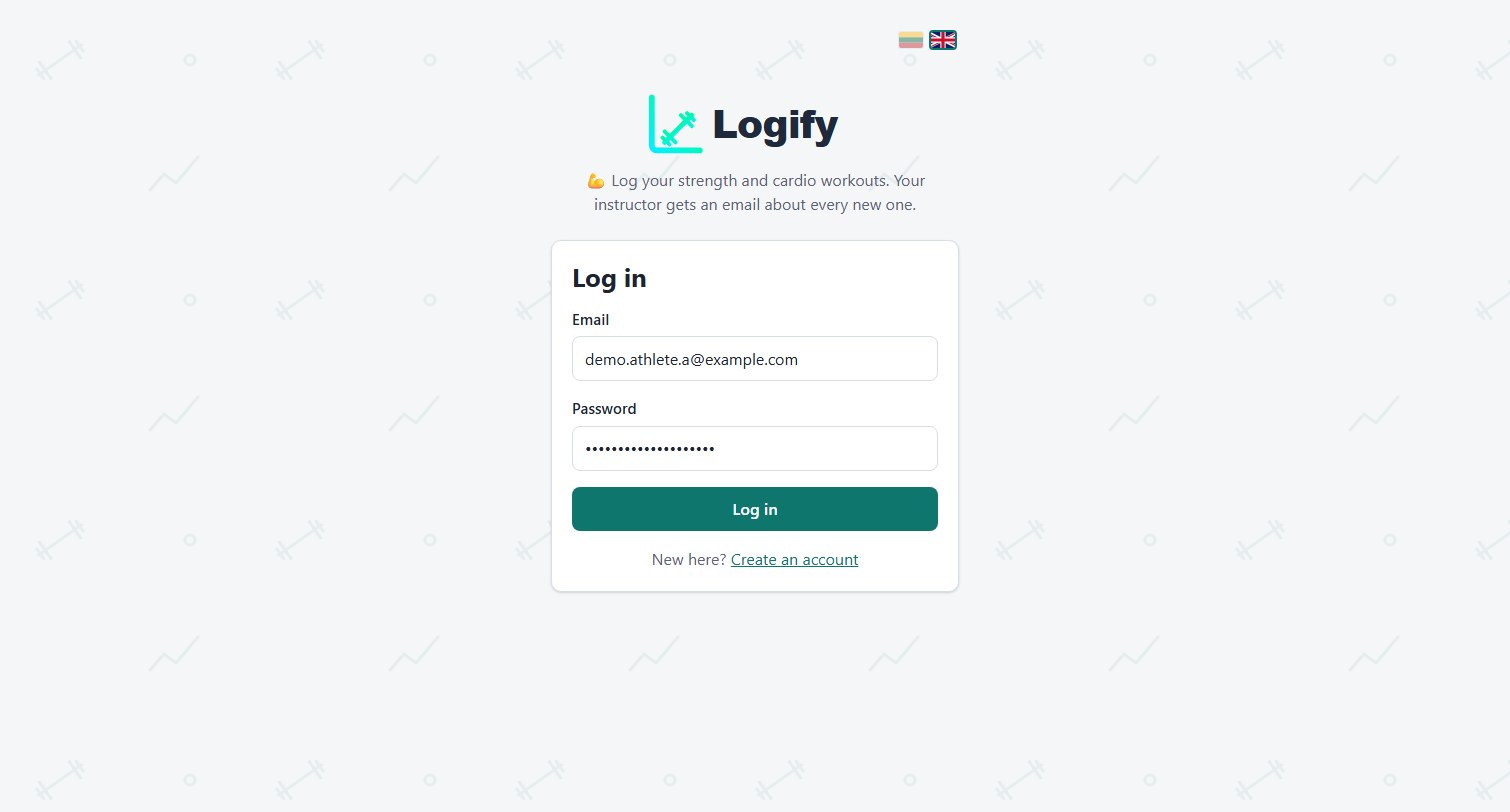 Logify
💪 Log your strength and cardio workouts. Your
instructor gets an email about every new one.
Log in
Email
demo.athlete.a@example.com
Password
••••••••••••••••••••
Log in
New here? Create an account